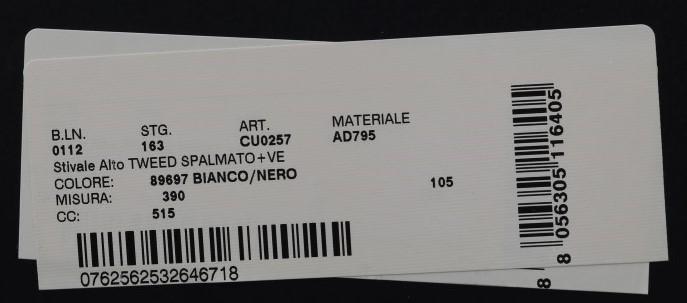 B.LN. STG. ART. MATERIALE
0112 163 CU0257 AD795
Stivale Alto TWEED SPALMATO+VE
COLORE: 89697 BIANCO/NERO
MISURA: 390 105
CC: 515
0762562532646718
8 056305 116405
8